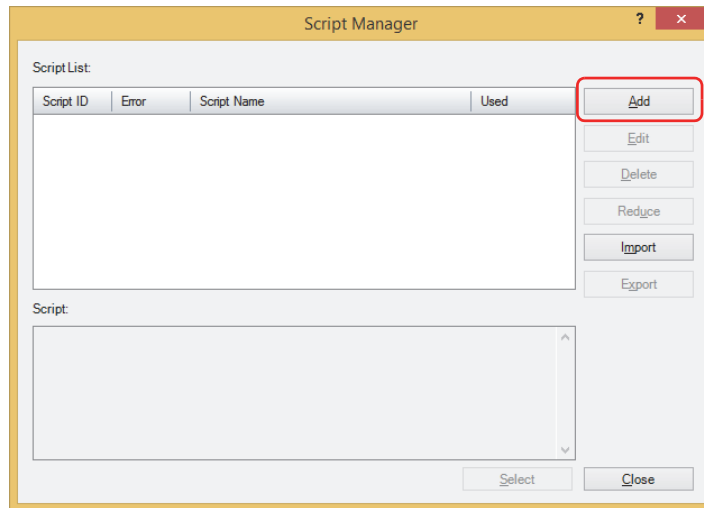 Script Manager
?
Script List:
Script ID Error Script Name Used
Add
Edit
Delete
Reduce
Import
Export
Script:
Select Close